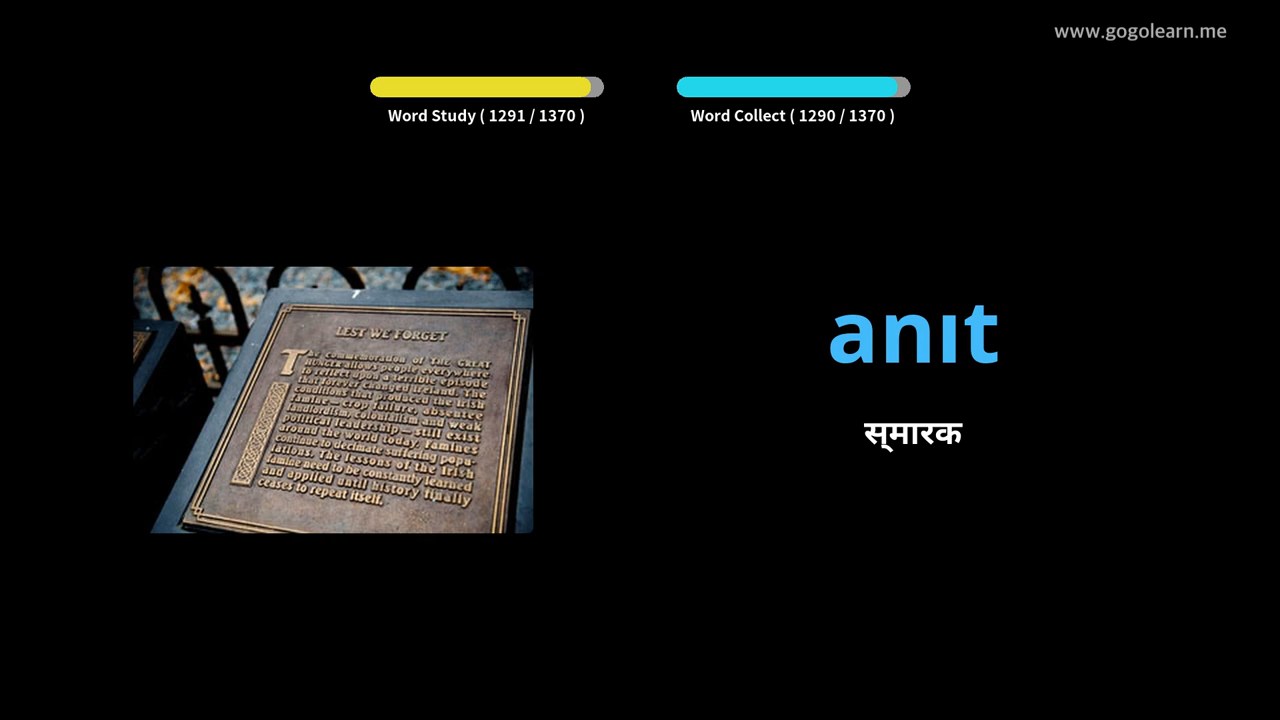 www.gogolearn.me
Word Study ( 1291 / 1370 )
Word Collect ( 1290 / 1370 )
LEST WE FORGET
The commemoration of THE GREAT
HUNGER allows people everywhere
to reflect upon a terrible episode
that forever changed Ireland. The
conditions that produced the Irish
famine — crop failure, absentee
landlordism, colonialism and weak
political leadership — still exist
around the world today. Famines
continue to decimate suffering popu-
lations. The lessons of the Irish
famine need to be constantly learned
and applied until history finally
ceases to repeat itself.
anıt
स्मारक